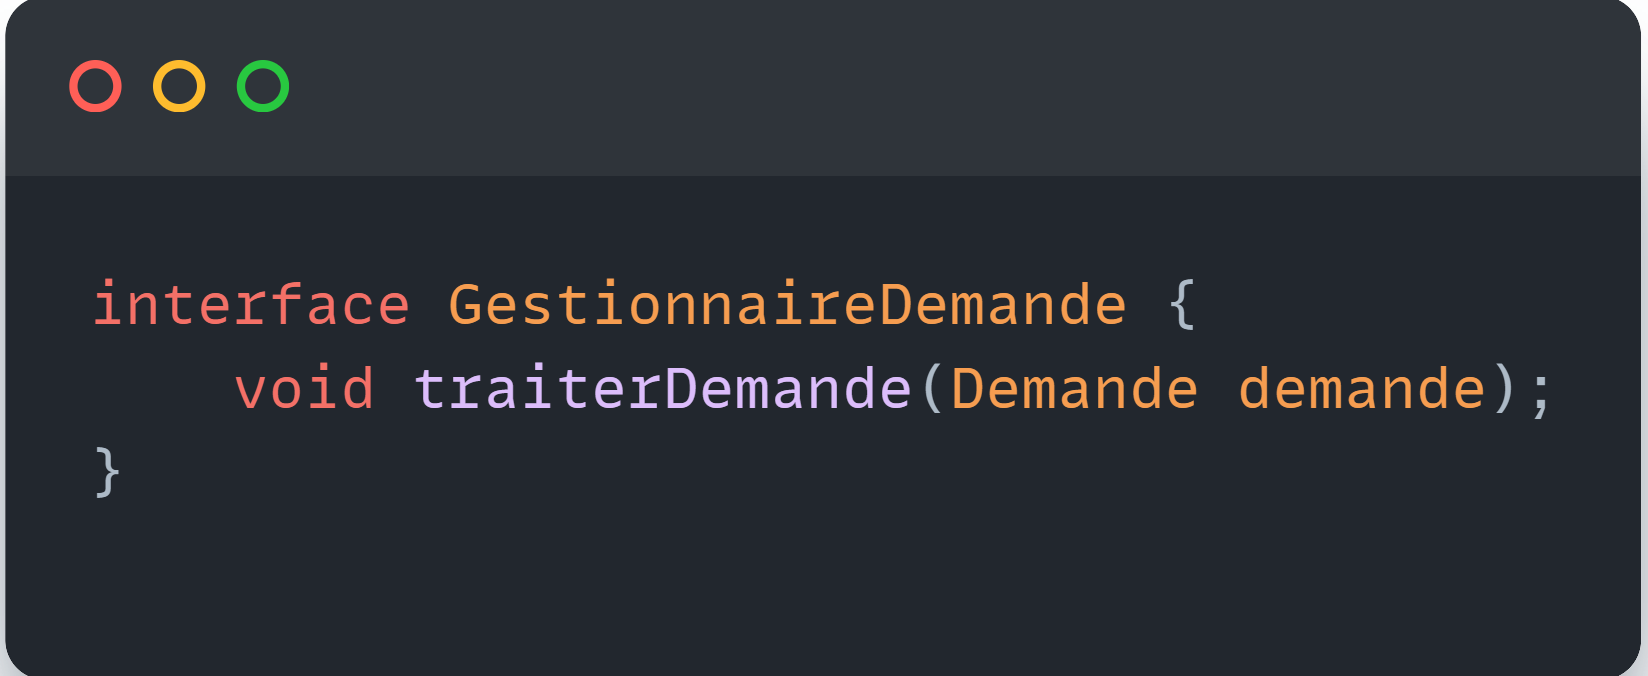 interface GestionnaireDemande {
    void traiterDemande(Demande demande);
}